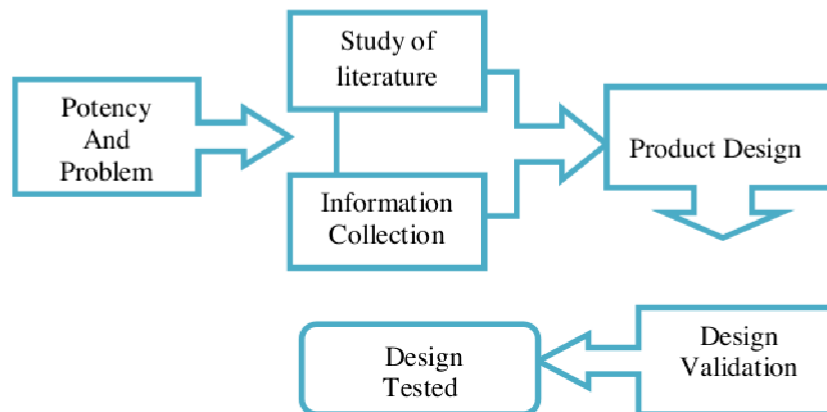 Potency
And
Problem
Study of
literature
Information
Collection
Product Design
Design
Validation
Design
Tested